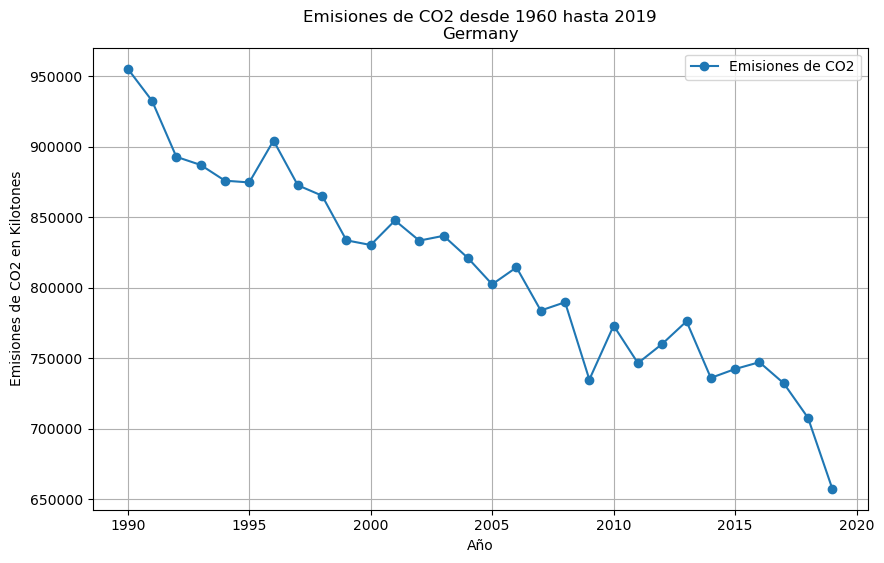 Emisiones de CO2 desde 1960 hasta 2019
Germany
Emisiones de CO2
Emisiones de CO2 en Kilotones
950000
900000
850000
800000
750000
700000
650000
1990
1995
2000
2005
2010
2015
2020
Año